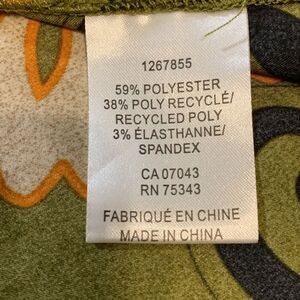 1267855
59% POLYESTER
38% POLY RECYCLÉ/
RECYCLED POLY
3% ÉLASTHANNE/
SPANDEX
CA 07043
RN 75343
FABRIQUÉ EN CHINE
MADE IN CHINA